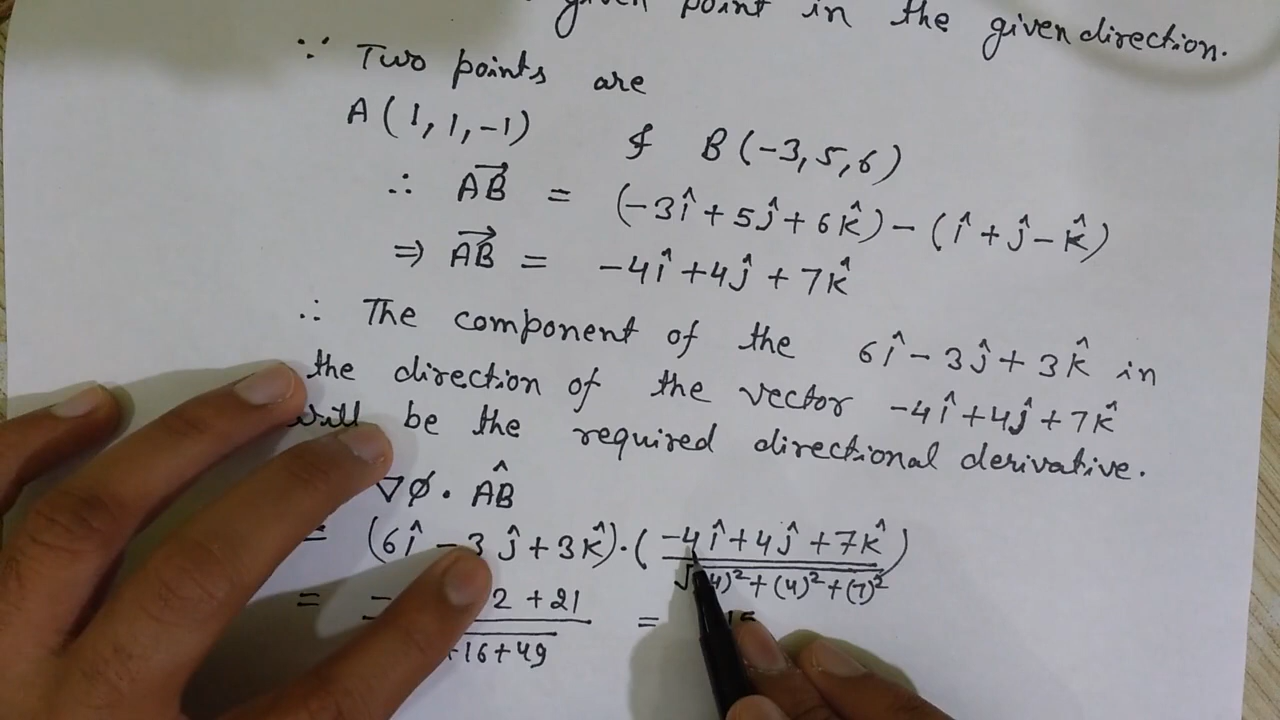 given point in the given direction.
∵ Two points are
A(1,1,-1) & B(-3,5,6)
∴ AB⃗ = (-3î+5ĵ+6k̂)-(î+ĵ-k̂)
⇒ AB⃗ = -4î+4ĵ+7k̂
∴ The component of the 6î-3ĵ+3k̂ in
the direction of the vector -4î+4ĵ+7k̂
will be the required directional derivative.
∇ϕ·AB̂
= (6î-3ĵ+3k̂)·(-4î+4ĵ+7k̂)
√ 4)²+(4)²+(7)²
= - 2+21 =
+16+49